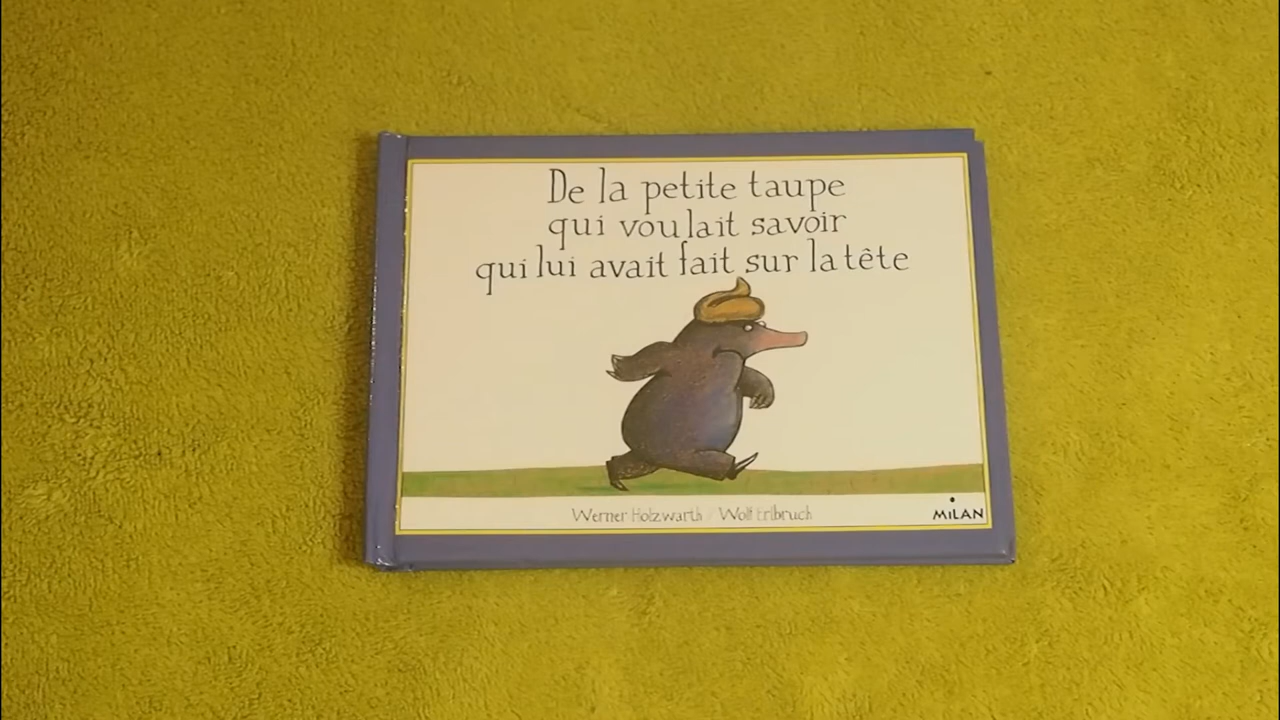 De la petite taupe
qui voulait savoir
qui lui avait fait sur la tête
Werner Holzwarth / Wolf Erlbruch
MiLAN